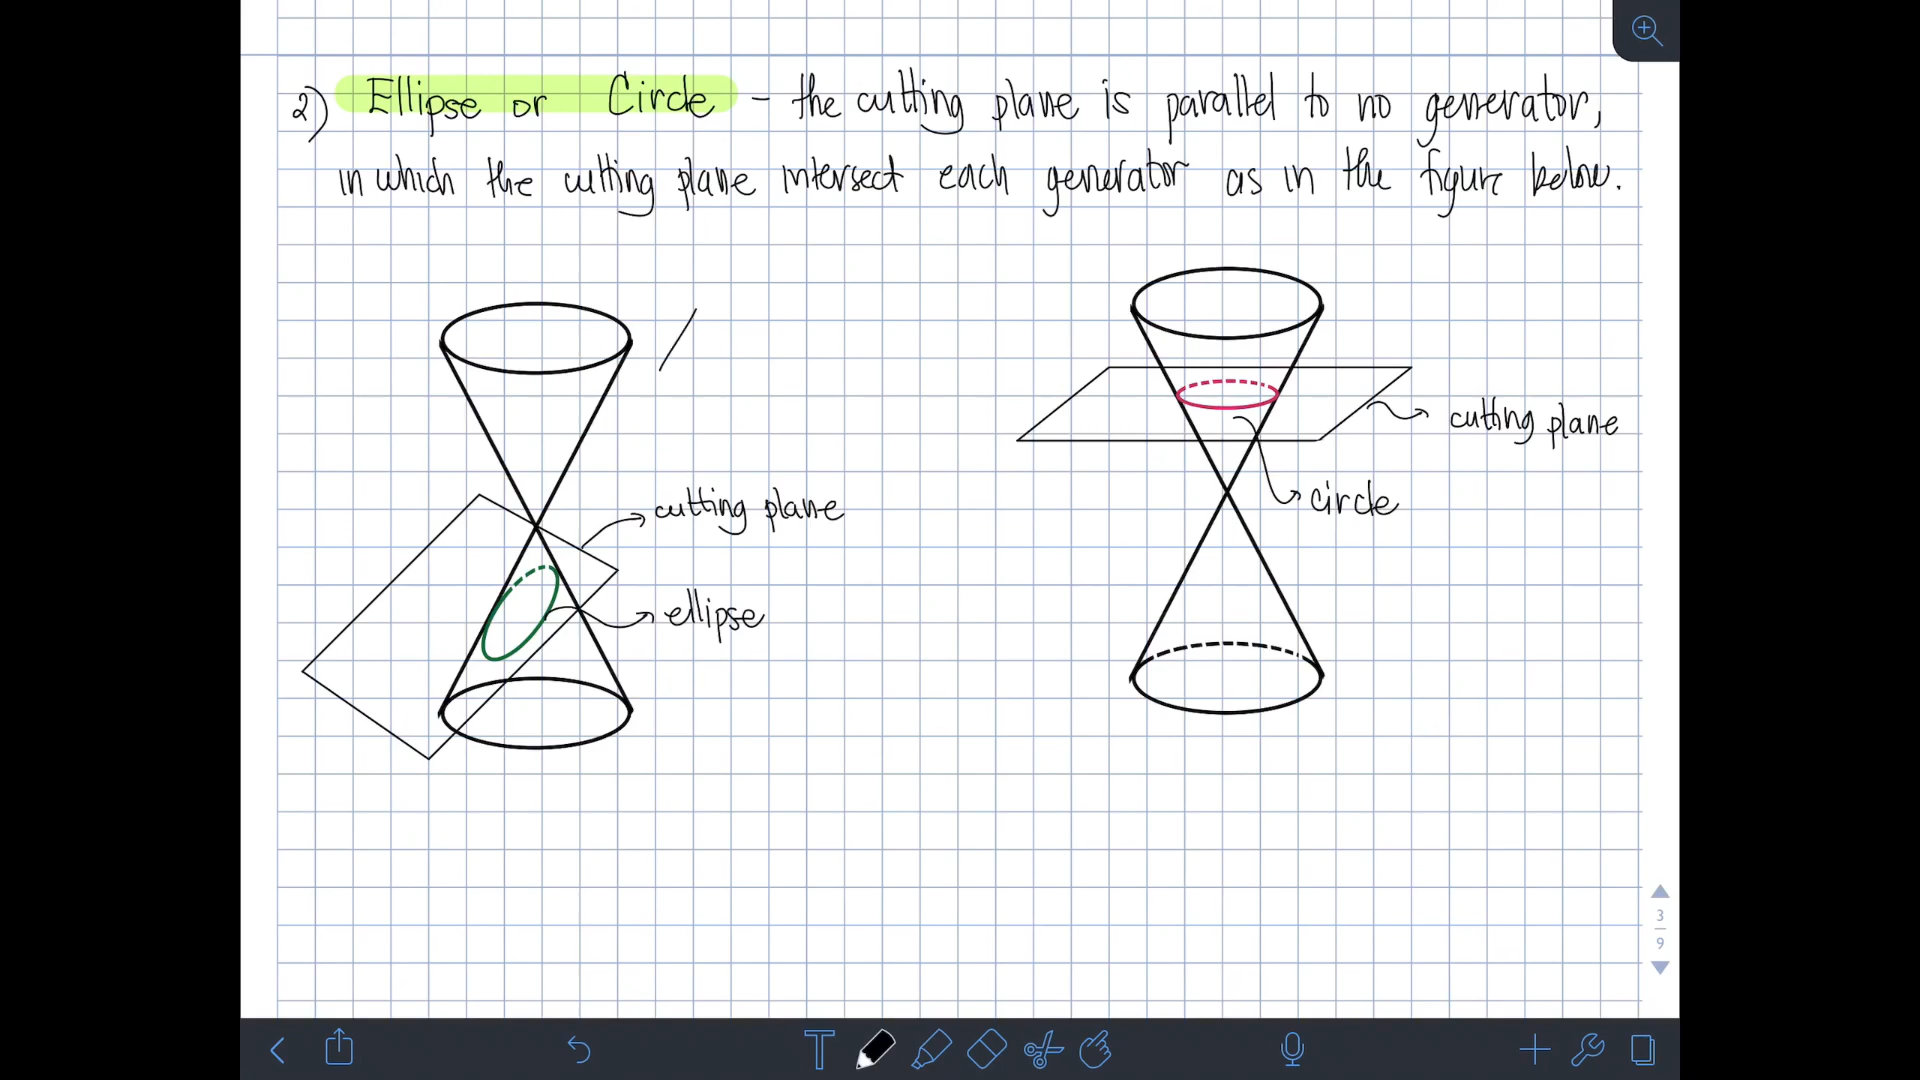 2) Ellipse or Circle - the cutting plane is parallel to no generator,
in which the cutting plane intersect each generator as in the figure below.
cutting plane
ellipse
cutting plane
circle
3
9
T